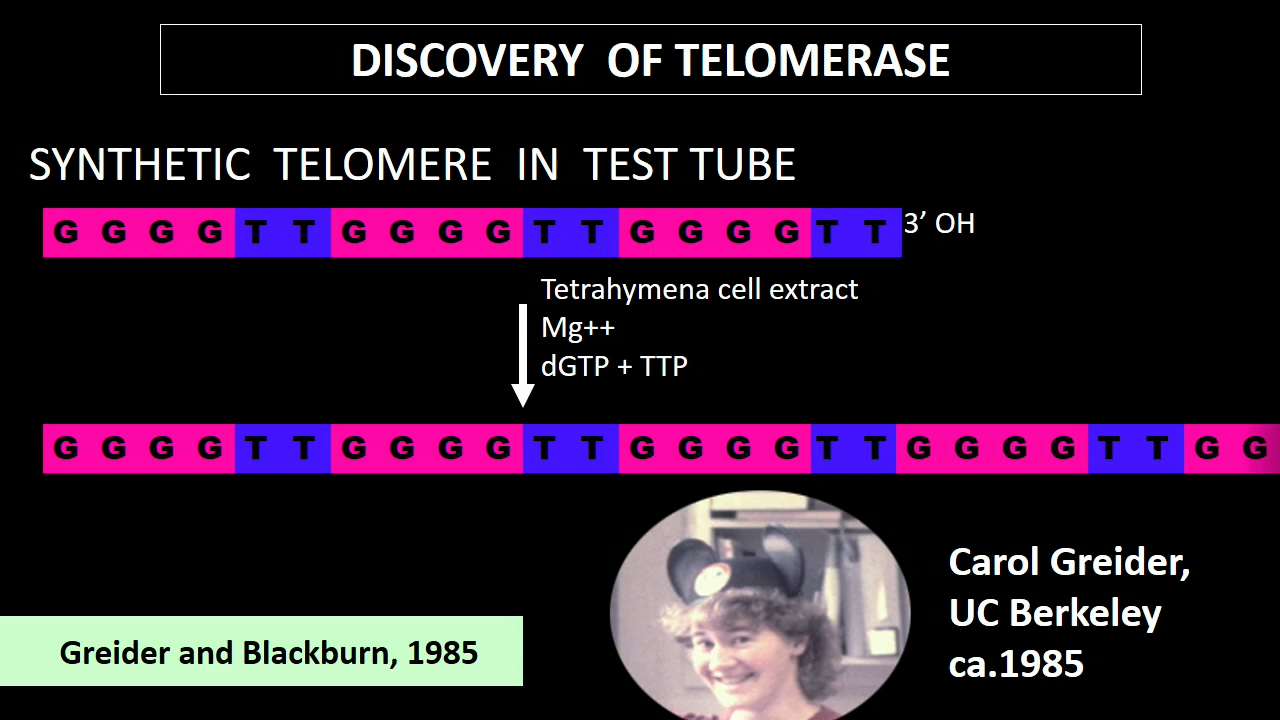 DISCOVERY OF TELOMERASE
SYNTHETIC TELOMERE IN TEST TUBE
G G G G T T G G G G T T G G G G T T 3’ OH
Tetrahymena cell extract
Mg++
dGTP + TTP
G G G G T T G G G G T T G G G G T T G G G G T T G G
Carol Greider,
UC Berkeley
ca.1985
Greider and Blackburn, 1985